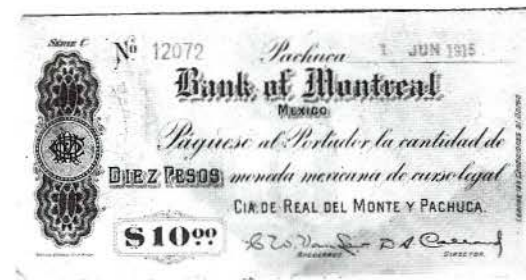 SERIE C
Nº 12072 Pachuca 1 JUN 1915
Bank of Montreal
MEXICO
Páguese al Portador la cantidad de
DIEZ PESOS moneda mexicana de curso legal
CIA. DE REAL DEL MONTE Y PACHUCA.
$10.00
DIRECTOR.